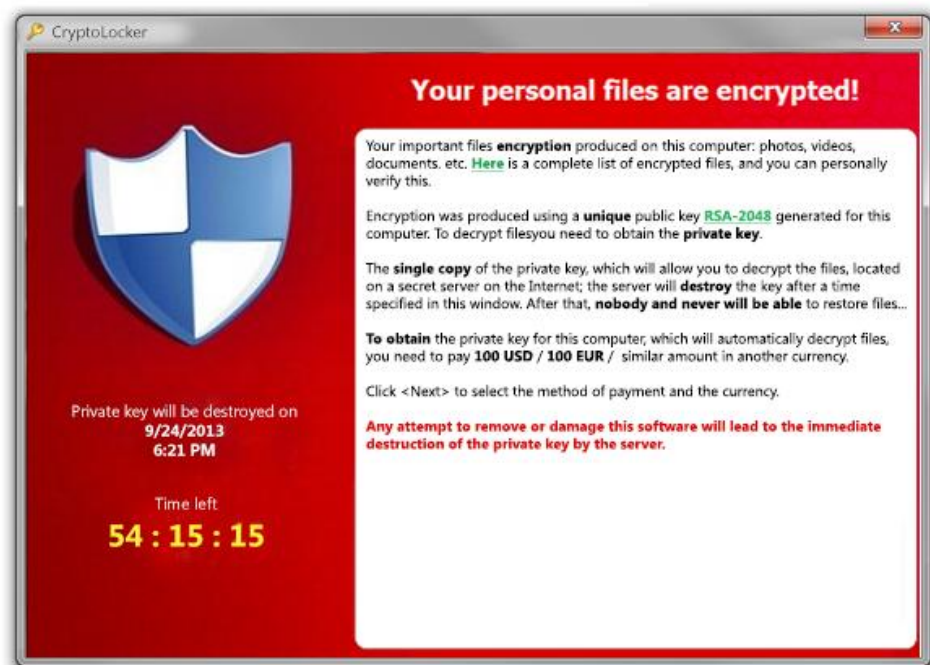 CryptoLocker
Your personal files are encrypted!
Your important files encryption produced on this computer: photos, videos,
documents. etc. Here is a complete list of encrypted files, and you can personally
verify this.
Encryption was produced using a unique public key RSA-2048 generated for this
computer. To decrypt filesyou need to obtain the private key.
The single copy of the private key, which will allow you to decrypt the files, located
on a secret server on the Internet; the server will destroy the key after a time
specified in this window. After that, nobody and never will be able to restore files...
To obtain the private key for this computer, which will automatically decrypt files,
you need to pay 100 USD / 100 EUR / similar amount in another currency.
Click <Next> to select the method of payment and the currency.
Any attempt to remove or damage this software will lead to the immediate
destruction of the private key by the server.
Private key will be destroyed on
9/24/2013
6:21 PM
Time left
54 : 15 : 15